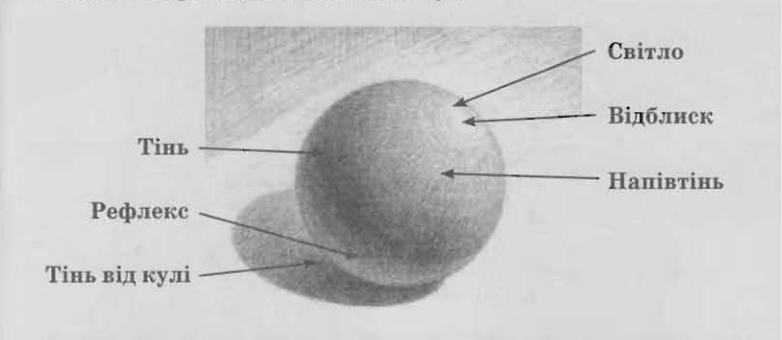 Світло
Відблиск
Тінь
Напівтінь
Рефлекс
Тінь від кулі